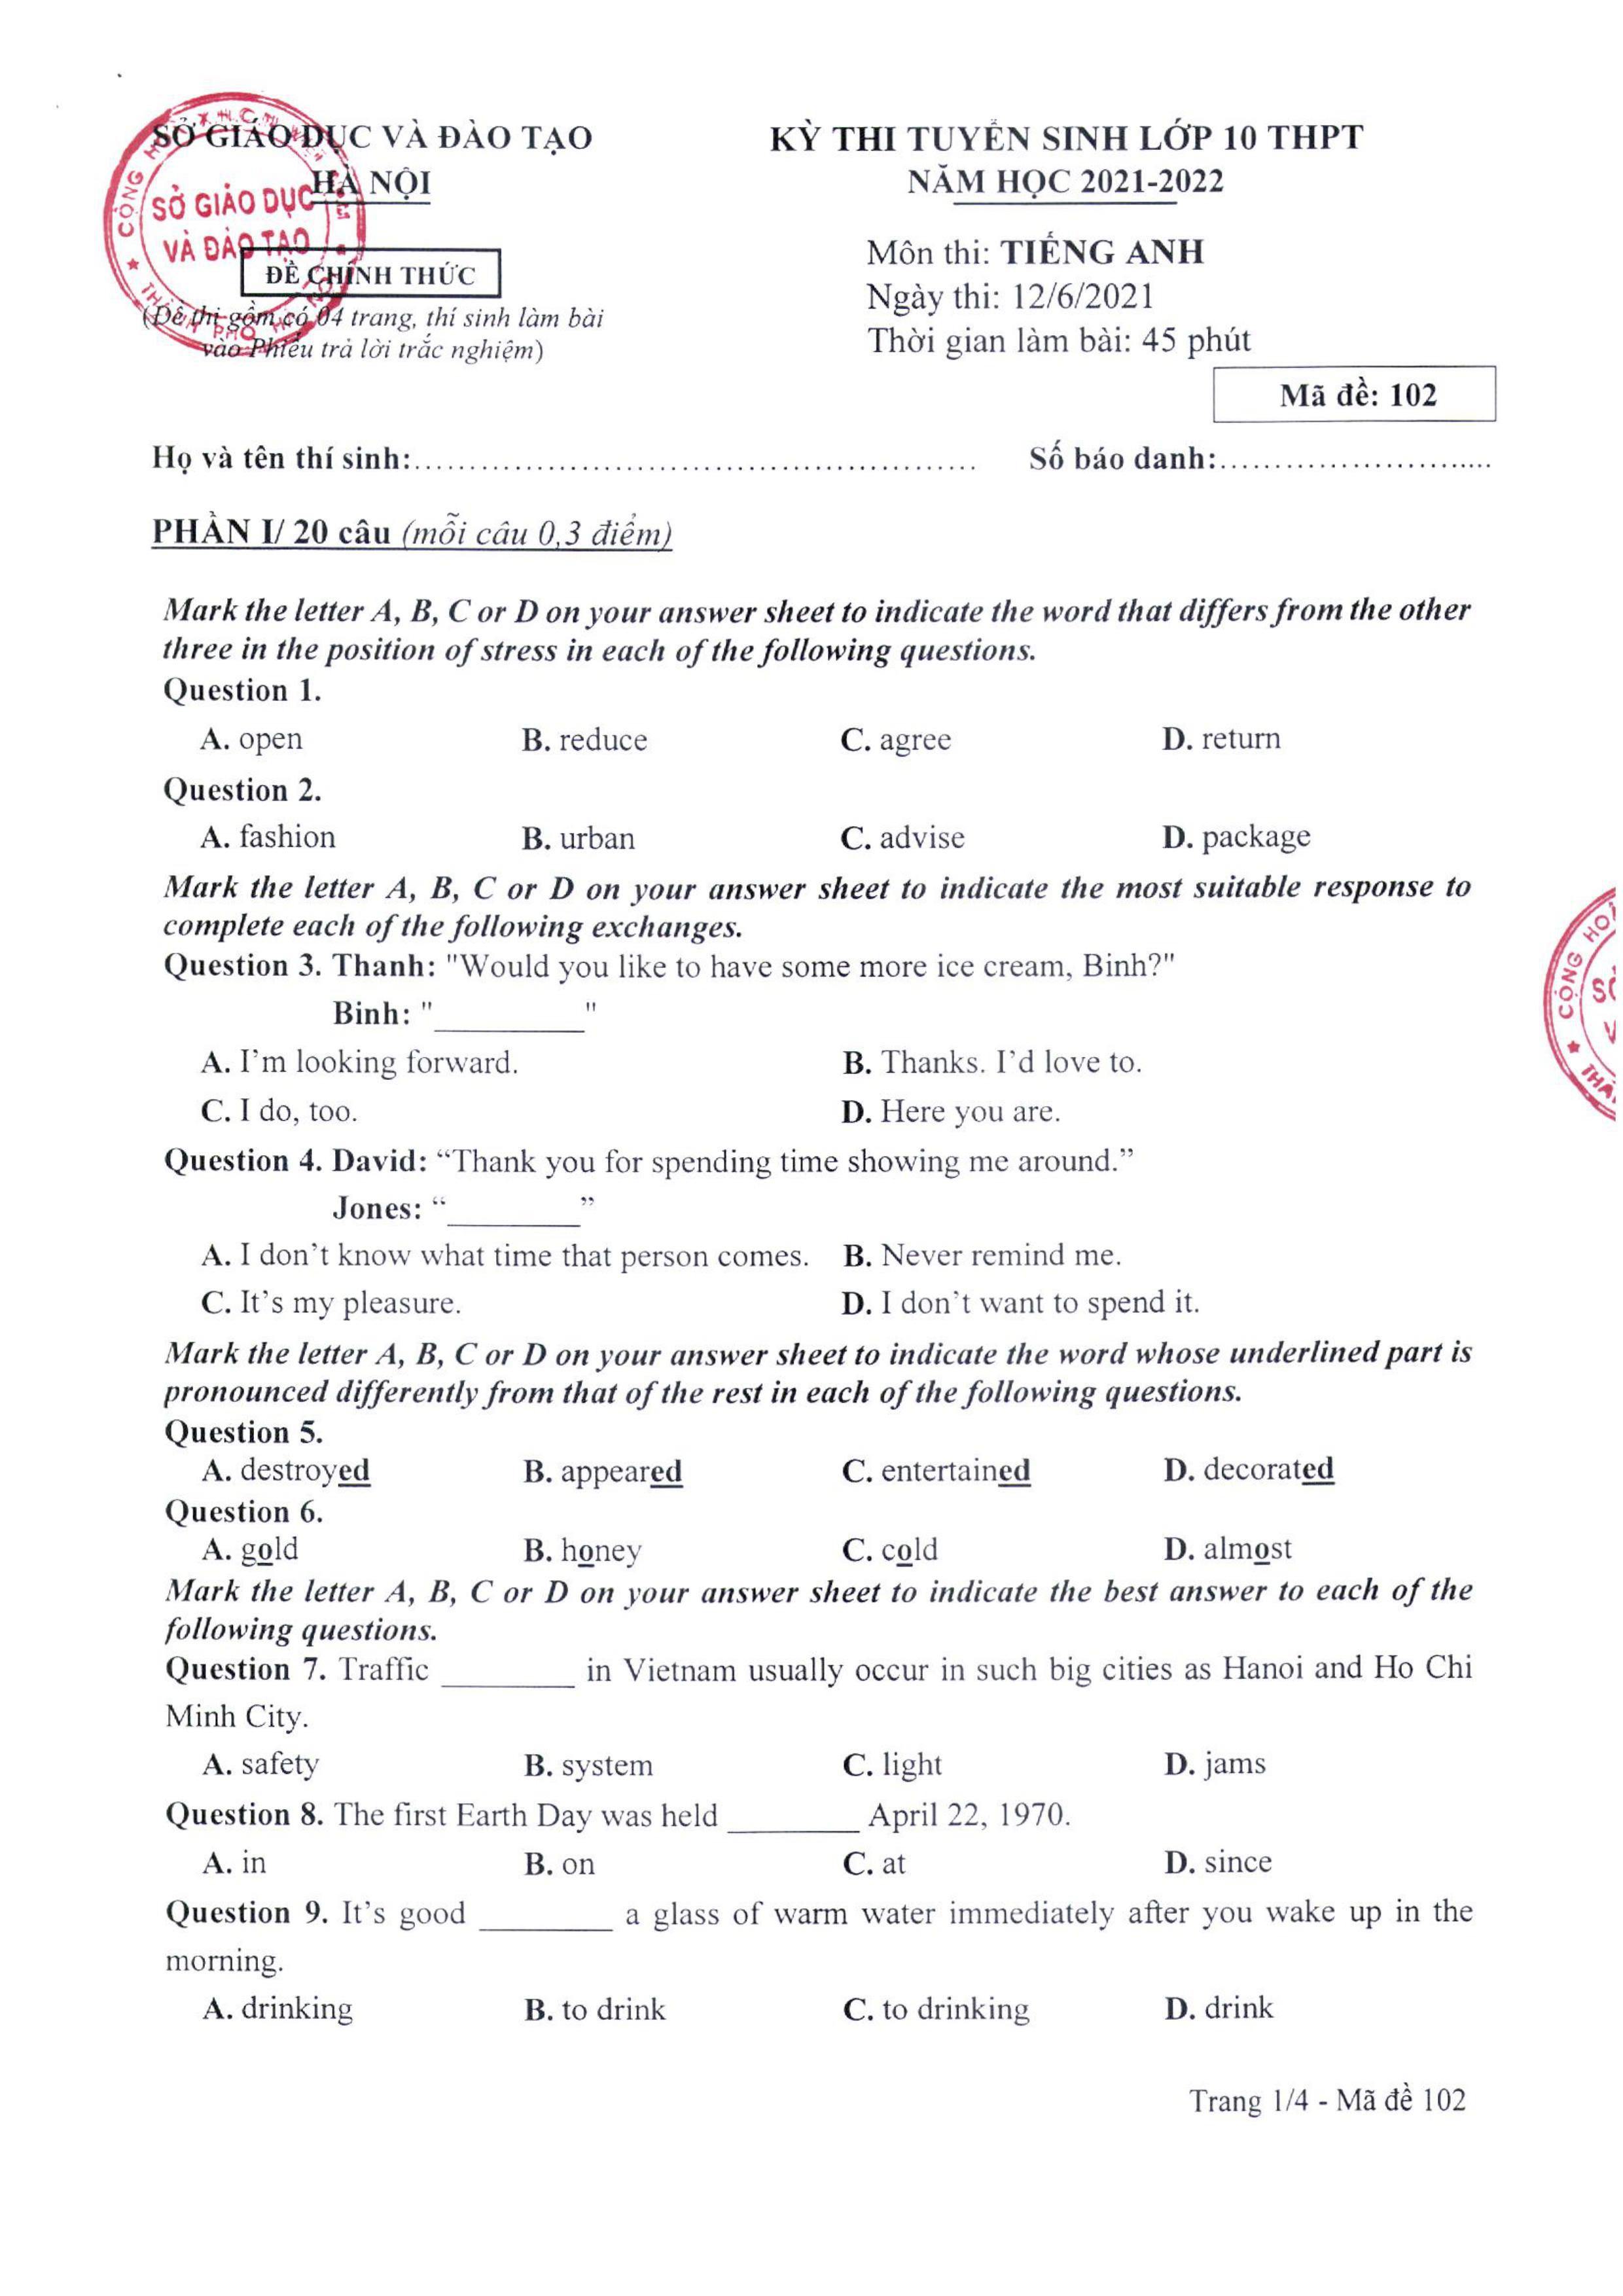 SỞ GIÁO DỤC VÀ ĐÀO TẠO
HÀ NỘI
SỞ GIÁO DỤC
VÀ ĐÀO TẠO
ĐỀ CHÍNH THỨC
(Đề thi gồm có 04 trang, thí sinh làm bài
vào Phiếu trả lời trắc nghiệm)
KỲ THI TUYỂN SINH LỚP 10 THPT
NĂM HỌC 2021-2022
Môn thi: TIẾNG ANH
Ngày thi: 12/6/2021
Thời gian làm bài: 45 phút
Mã đề: 102
Họ và tên thí sinh:.................................................... Số báo danh:.........................
PHẦN I/ 20 câu (mỗi câu 0,3 điểm)
Mark the letter A, B, C or D on your answer sheet to indicate the word that differs from the other
three in the position of stress in each of the following questions.
Question 1.
A. open B. reduce C. agree D. return
Question 2.
A. fashion B. urban C. advise D. package
Mark the letter A, B, C or D on your answer sheet to indicate the most suitable response to
complete each of the following exchanges.
Question 3. Thanh: "Would you like to have some more ice cream, Binh?"
Binh: "_________"
A. I'm looking forward. B. Thanks. I'd love to.
C. I do, too. D. Here you are.
Question 4. David: “Thank you for spending time showing me around.”
Jones: “________”
A. I don't know what time that person comes. B. Never remind me.
C. It's my pleasure. D. I don't want to spend it.
Mark the letter A, B, C or D on your answer sheet to indicate the word whose underlined part is
pronounced differently from that of the rest in each of the following questions.
Question 5.
A. destroyed B. appeared C. entertained D. decorated
Question 6.
A. gold B. honey C. cold D. almost
Mark the letter A, B, C or D on your answer sheet to indicate the best answer to each of the
following questions.
Question 7. Traffic ________ in Vietnam usually occur in such big cities as Hanoi and Ho Chi
Minh City.
A. safety B. system C. light D. jams
Question 8. The first Earth Day was held ________ April 22, 1970.
A. in B. on C. at D. since
Question 9. It's good ________ a glass of warm water immediately after you wake up in the
morning.
A. drinking B. to drink C. to drinking D. drink
Trang 1/4 - Mã đề 102